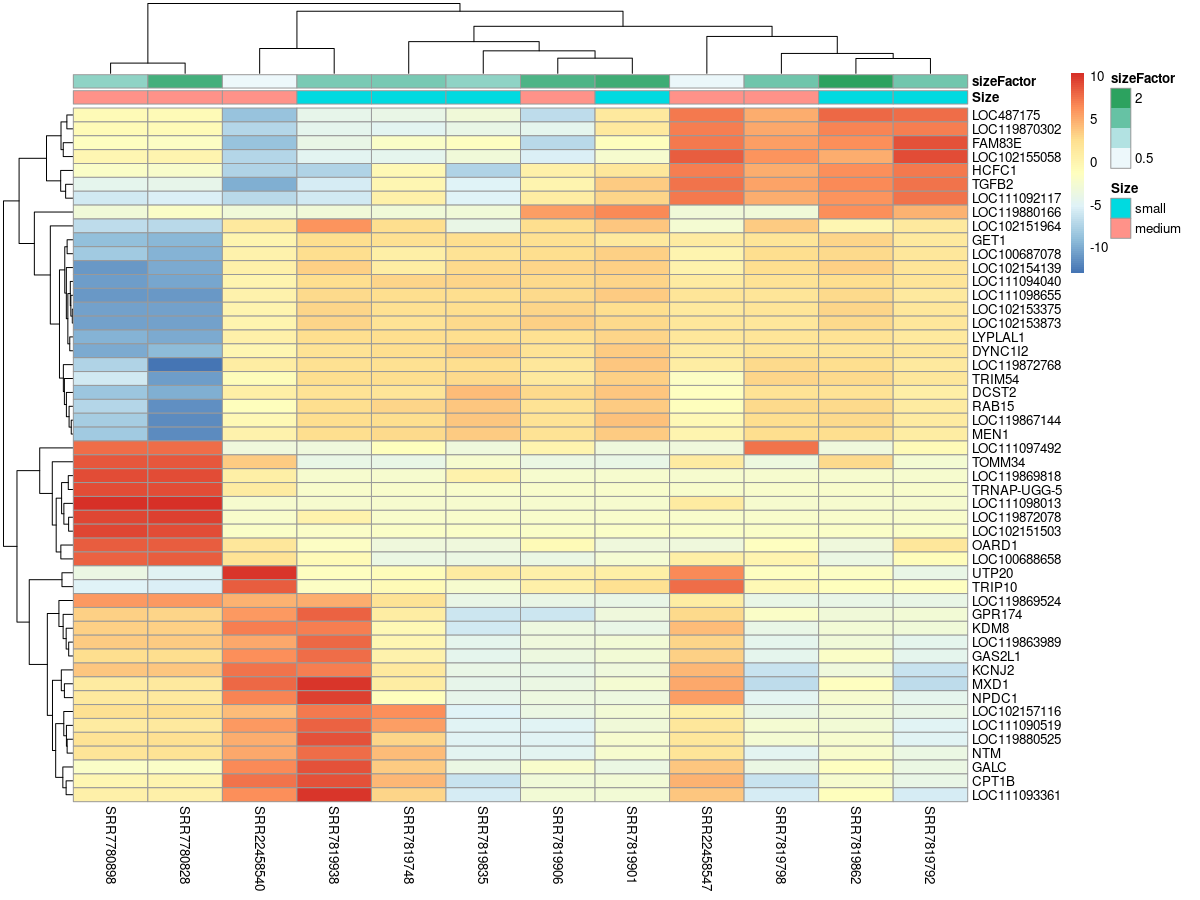 sizeFactor
Size
LOC487175
LOC119870302
FAM83E
LOC102155058
HCFC1
TGFB2
LOC111092117
LOC119880166
LOC102151964
GET1
LOC100687078
LOC102154139
LOC111094040
LOC111098655
LOC102153375
LOC102153873
LYPLAL1
DYNC1I2
LOC119872768
TRIM54
DCST2
RAB15
LOC119867144
MEN1
LOC111097492
TOMM34
LOC119869818
TRNAP-UGG-5
LOC111098013
LOC119872078
LOC102151503
OARD1
LOC100688658
UTP20
TRIP10
LOC119869524
GPR174
KDM8
LOC119863989
GAS2L1
KCNJ2
MXD1
NPDC1
LOC102157116
LOC111090519
LOC119880525
NTM
GALC
CPT1B
LOC111093361
SRR7780898
SRR7780828
SRR22458540
SRR7819938
SRR7819748
SRR7819835
SRR7819906
SRR7819901
SRR22458547
SRR7819798
SRR7819862
SRR7819792
10
5
0
-5
-10
sizeFactor
2
0.5
Size
small
medium